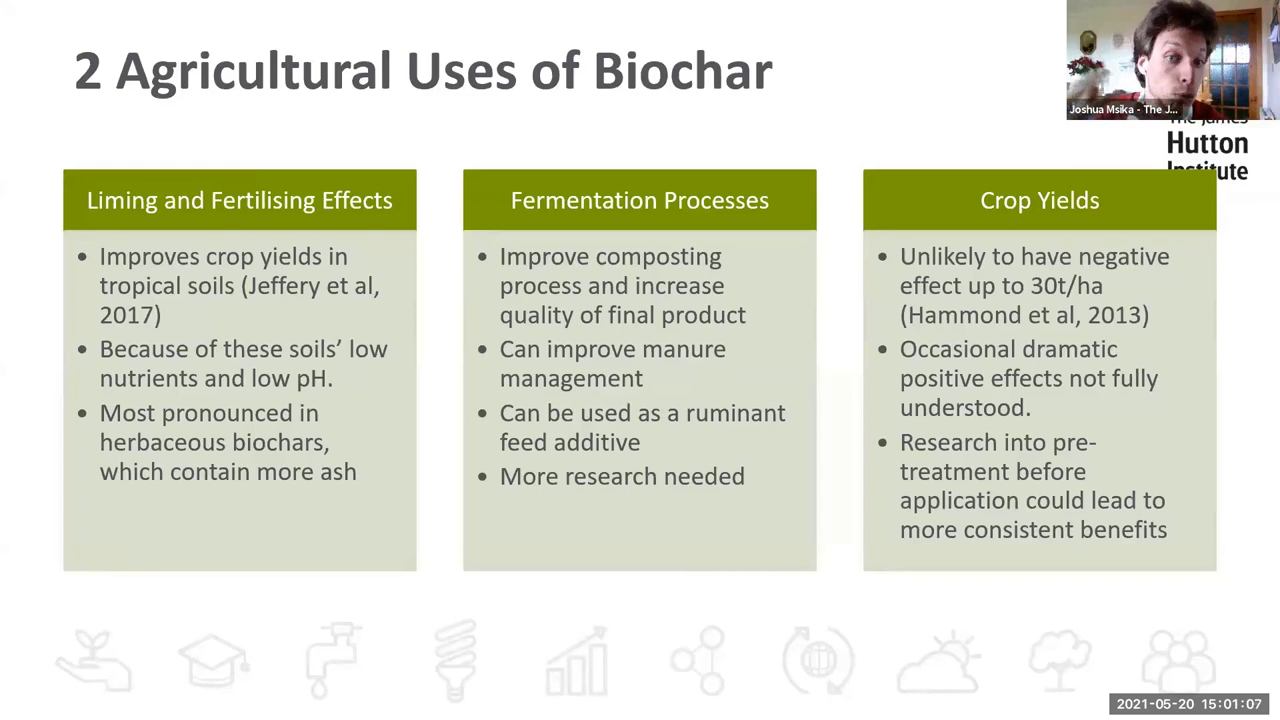 2 Agricultural Uses of Biochar
Joshua Msika - The J...
The James
Hutton
Institute
Liming and Fertilising Effects
• Improves crop yields in
tropical soils (Jeffery et al,
2017)
• Because of these soils’ low
nutrients and low pH.
• Most pronounced in
herbaceous biochars,
which contain more ash
Fermentation Processes
• Improve composting
process and increase
quality of final product
• Can improve manure
management
• Can be used as a ruminant
feed additive
• More research needed
Crop Yields
• Unlikely to have negative
effect up to 30t/ha
(Hammond et al, 2013)
• Occasional dramatic
positive effects not fully
understood.
• Research into pre-
treatment before
application could lead to
more consistent benefits
2021-05-20 15:01:07